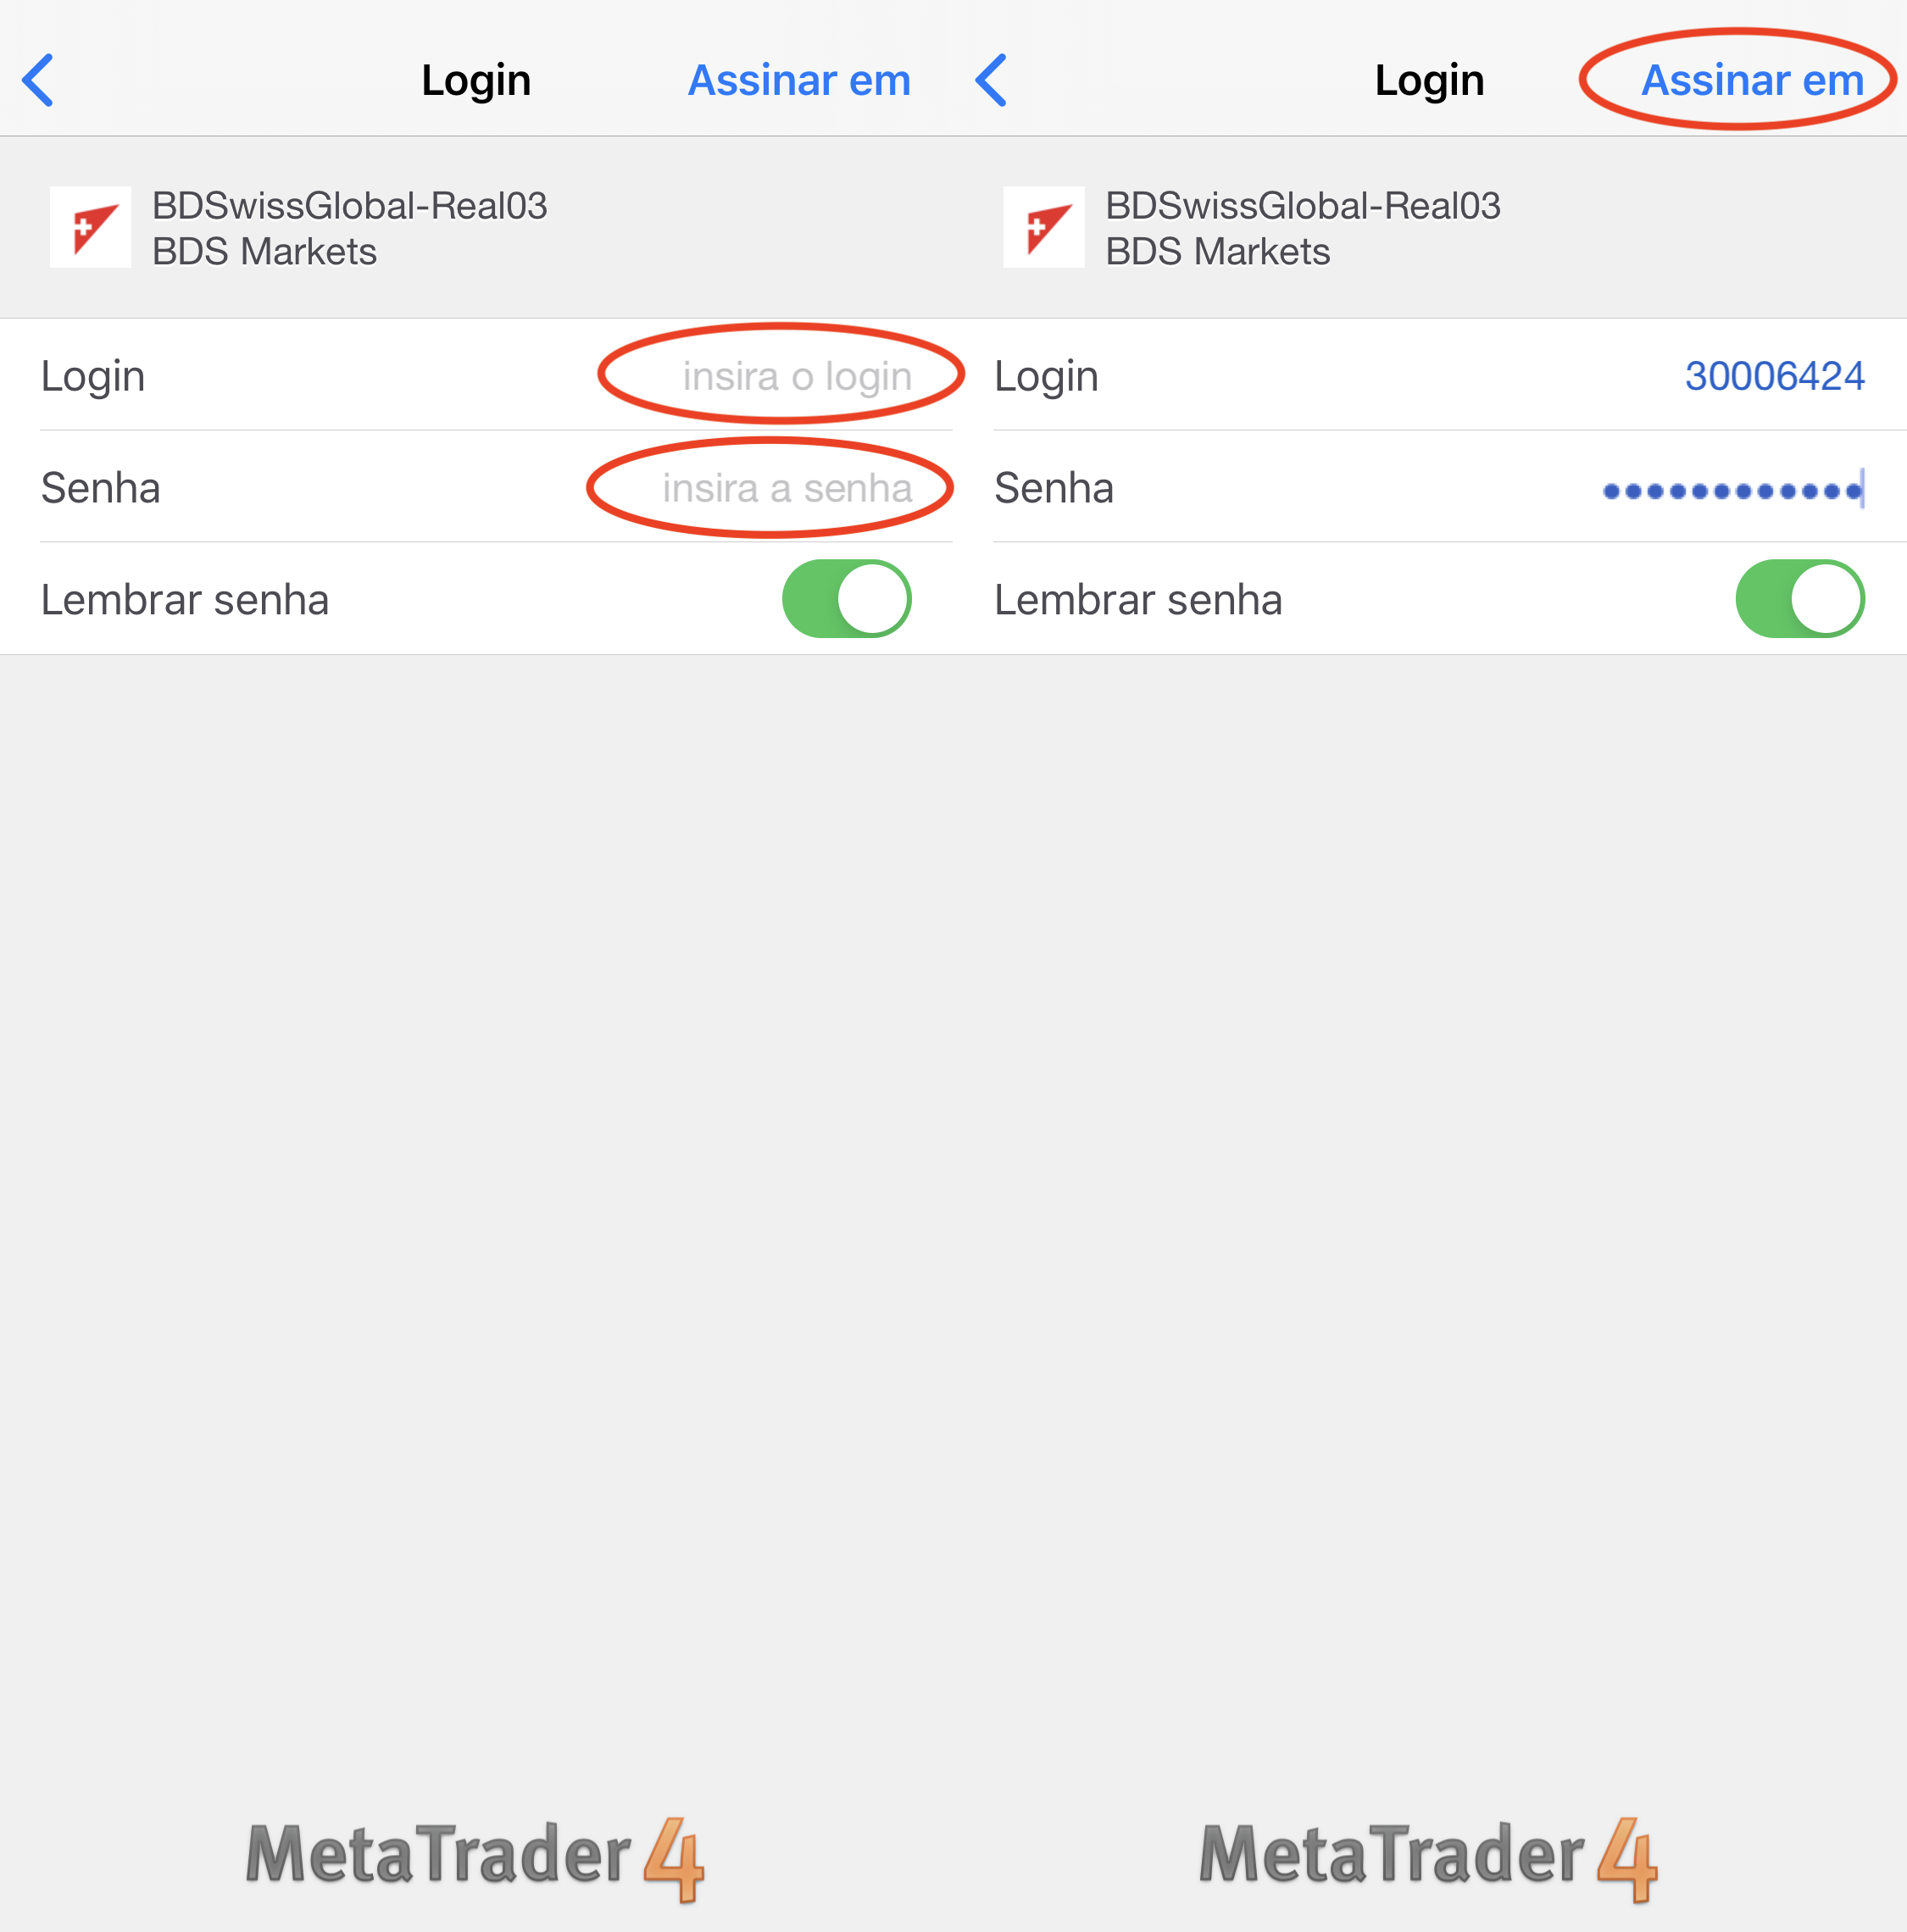 Login
Assinar em
BDSwissGlobal-Real03
BDS Markets
Login
insira o login
Senha
insira a senha
Lembrar senha
MetaTrader 4
Login
Assinar em
BDSwissGlobal-Real03
BDS Markets
Login
30006424
Senha
••••••••••••
Lembrar senha
MetaTrader 4